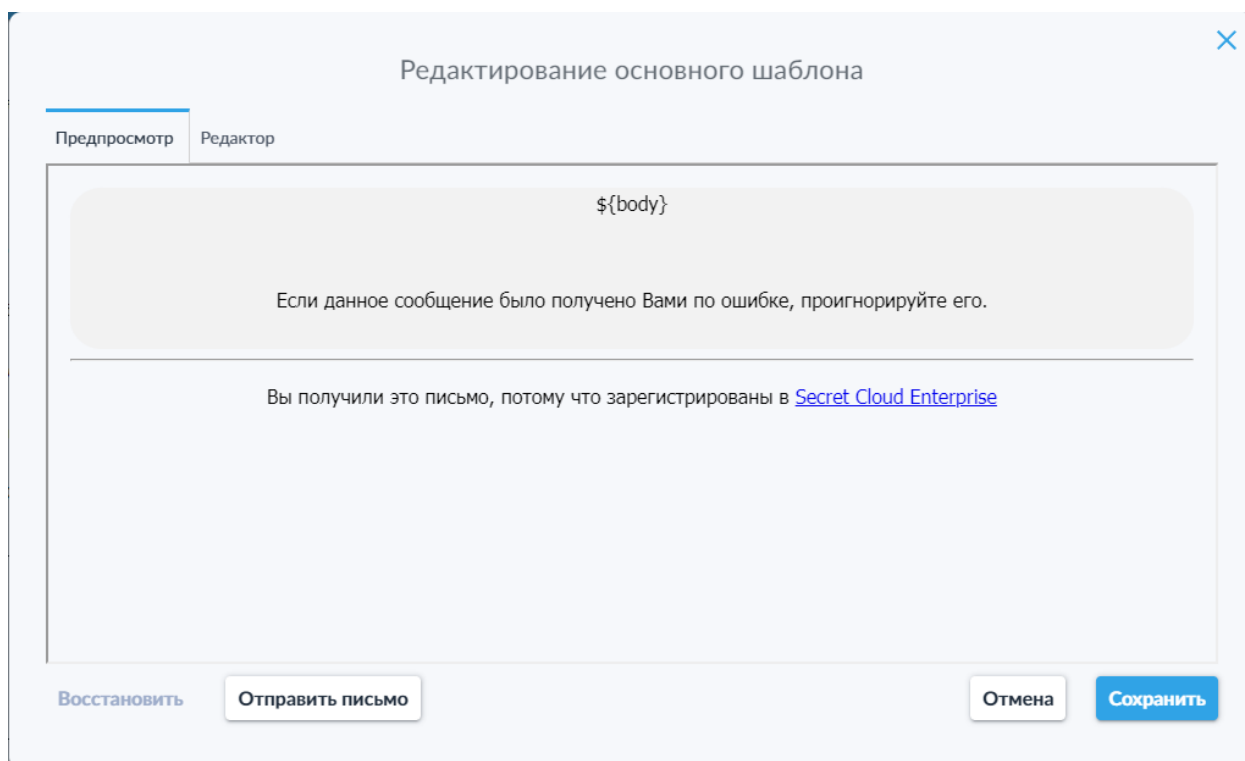 Редактирование основного шаблона
Предпросмотр Редактор
${body}
Если данное сообщение было получено Вами по ошибке, проигнорируйте его.
Вы получили это письмо, потому что зарегистрированы в Secret Cloud Enterprise
Восстановить Отправить письмо Отмена Сохранить